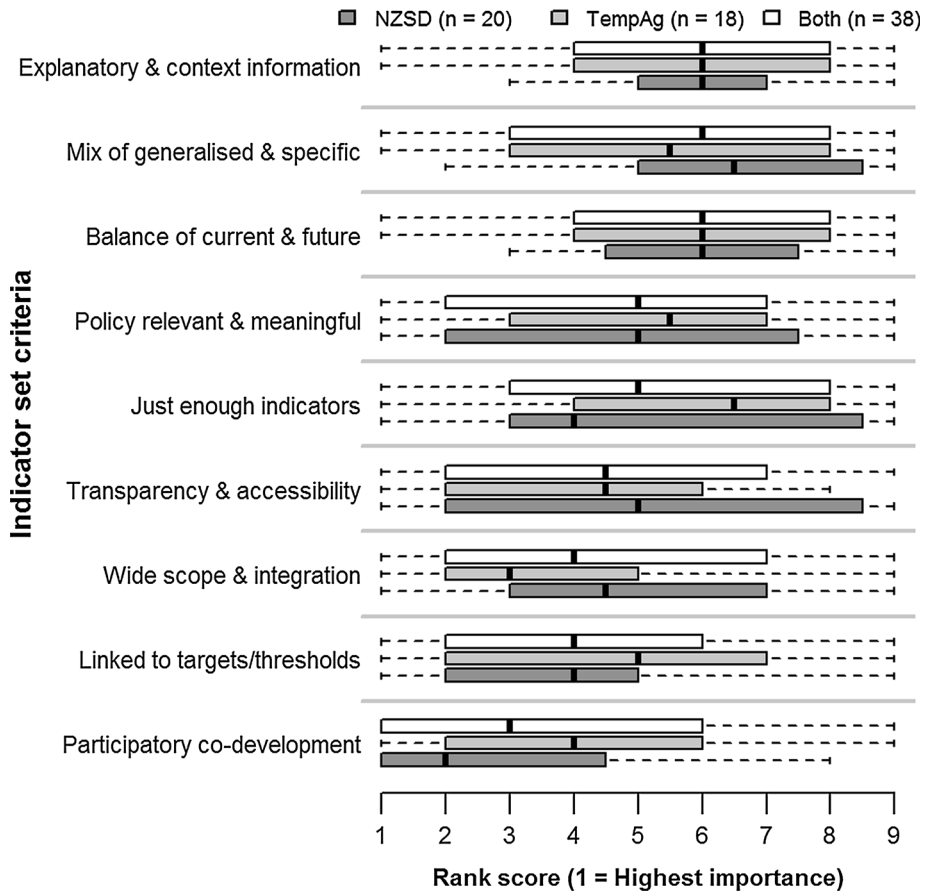 NZSD (n = 20) TempAg (n = 18) Both (n = 38)
Explanatory & context information
Mix of generalised & specific
Balance of current & future
Policy relevant & meaningful
Just enough indicators
Transparency & accessibility
Wide scope & integration
Linked to targets/thresholds
Participatory co-development
Indicator set criteria
1 2 3 4 5 6 7 8 9
Rank score (1 = Highest importance)